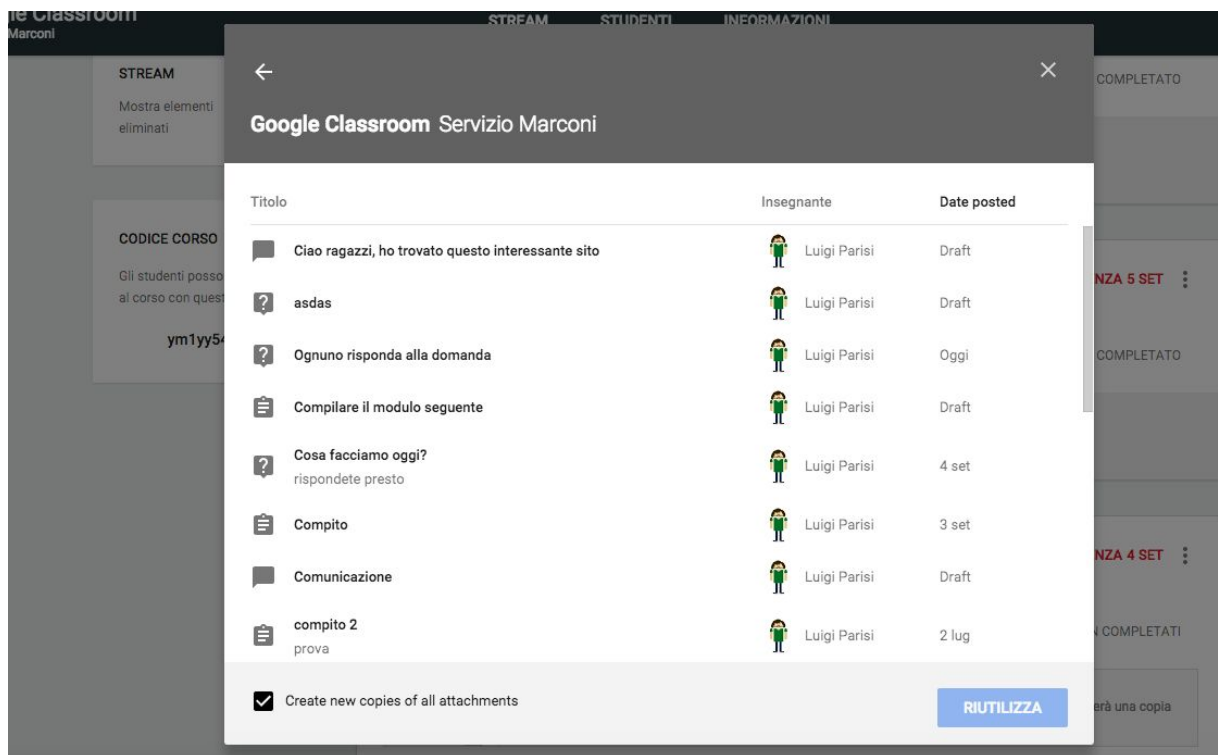 le Classroom
Marconi
STREAM STUDENTI INFORMAZIONI
STREAM
Mostra elementi
eliminati
COMPLETATO
Google Classroom Servizio Marconi
Titolo Insegnante Date posted
CODICE CORSO
Gli studenti posso
al corso con quest
ym1yy54
Ciao ragazzi, ho trovato questo interessante sito Luigi Parisi Draft
NZA 5 SET
asdas Luigi Parisi Draft
Ognuno risponda alla domanda Luigi Parisi Oggi
COMPLETATO
Compilare il modulo seguente Luigi Parisi Draft
Cosa facciamo oggi?
rispondete presto
Luigi Parisi 4 set
Compito Luigi Parisi 3 set
NZA 4 SET
Comunicazione Luigi Parisi Draft
compito 2
prova
Luigi Parisi 2 lug
COMPLETATI
Create new copies of all attachments
RIUTILIZZA
erà una copia